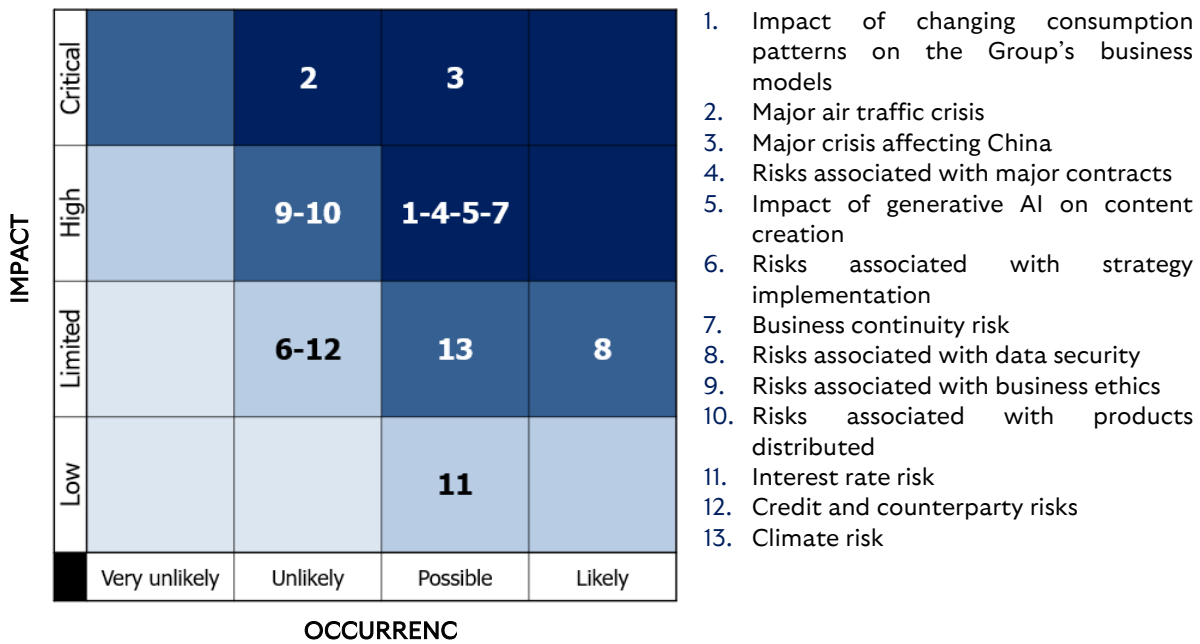 IMPACT
Critical
2
3
High
9-10
1-4-5-7
Limited
6-12
13
8
Low
11
Very unlikely
Unlikely
Possible
Likely
OCCURRENC
1. Impact of changing consumption
patterns on the Group’s business
models
2. Major air traffic crisis
3. Major crisis affecting China
4. Risks associated with major contracts
5. Impact of generative AI on content
creation
6. Risks associated with strategy
implementation
7. Business continuity risk
8. Risks associated with data security
9. Risks associated with business ethics
10. Risks associated with products
distributed
11. Interest rate risk
12. Credit and counterparty risks
13. Climate risk